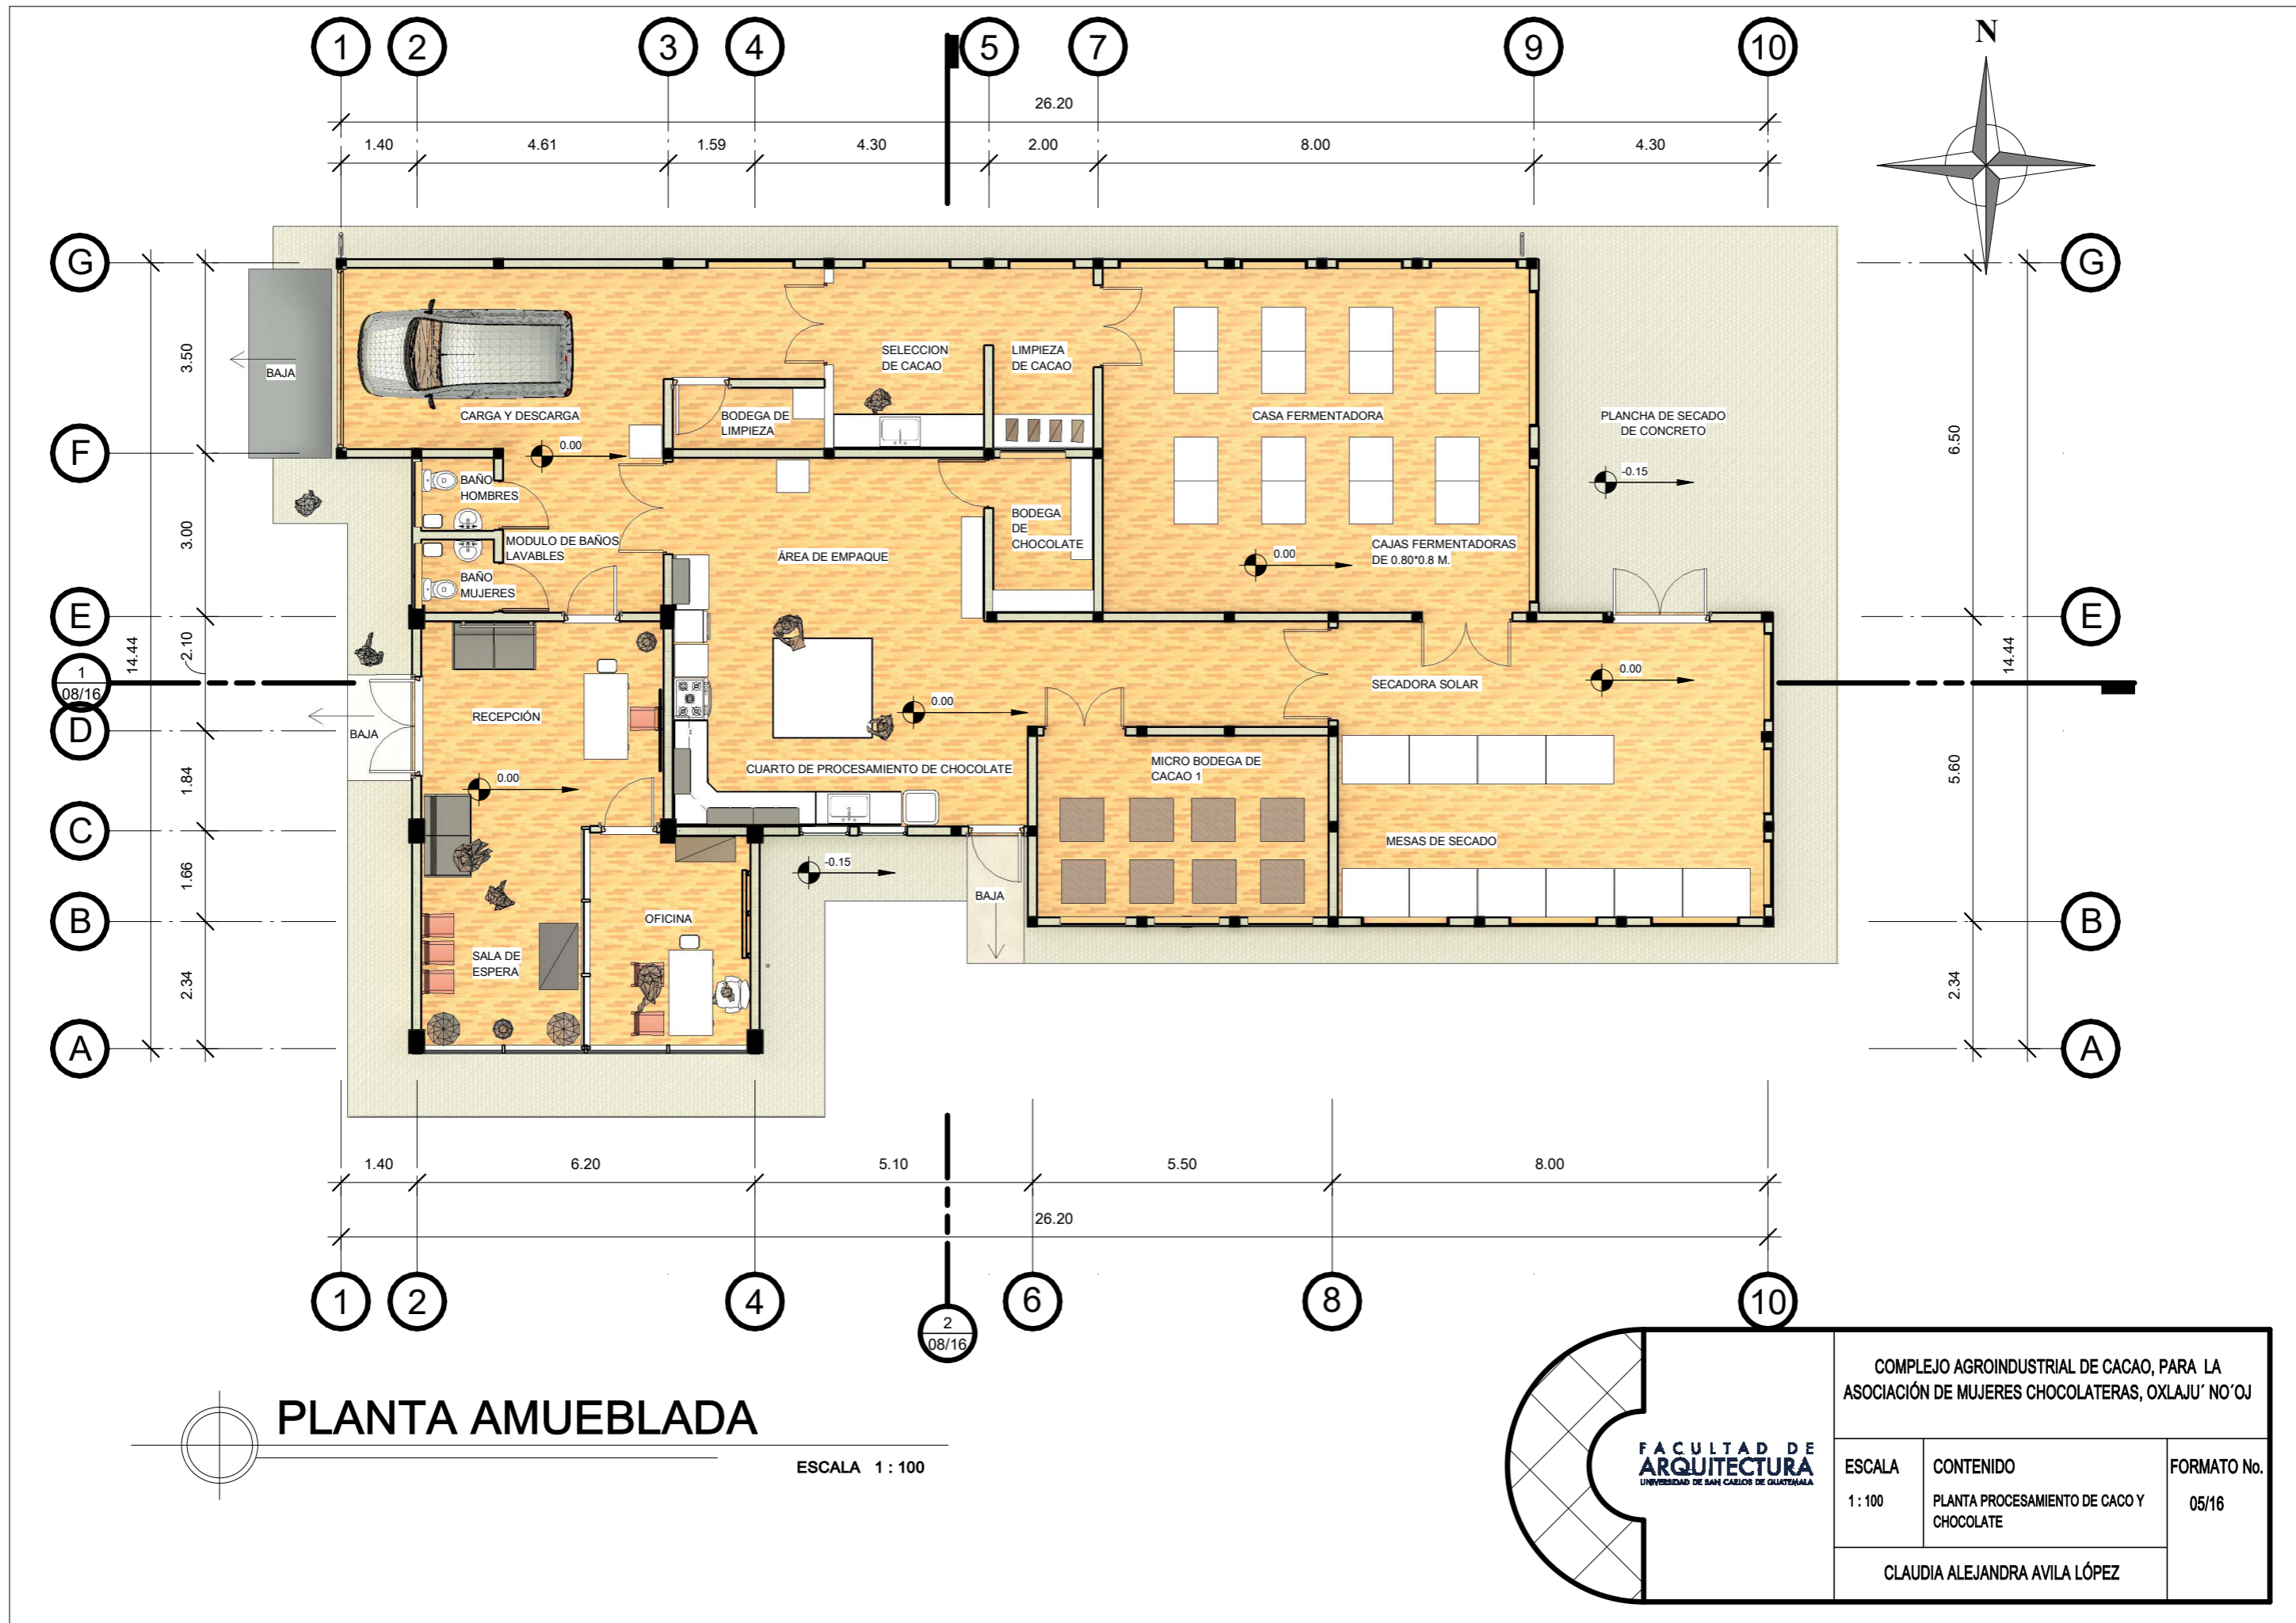 1 2 3 4 5 7 9 10
N
26.20
1.40 4.61 1.59 4.30 2.00 8.00 4.30
G G
3.50
BAJA
SELECCION
DE CACAO
LIMPIEZA
DE CACAO
CARGA Y DESCARGA
BODEGA DE
LIMPIEZA
CASA FERMENTADORA
PLANCHA DE SECADO
DE CONCRETO
6.50
F
0.00
-0.15
BAÑO
HOMBRES
3.00
BODEGA
DE
CHOCOLATE
MODULO DE BAÑOS
LAVABLES
ÁREA DE EMPAQUE
CAJAS FERMENTADORAS
DE 0.80*0.8 M.
0.00
BAÑO
MUJERES
E E
14.44
2.10
14.44
1
08/16
0.00
SECADORA SOLAR
0.00
RECEPCIÓN
D
BAJA
CUARTO DE PROCESAMIENTO DE CHOCOLATE
MICRO BODEGA DE
CACAO 1
0.00
1.84
5.60
C
MESAS DE SECADO
-0.15
1.66
BAJA
B B
OFICINA
SALA DE
ESPERA
2.34
2.34
A A
1.40 6.20 5.10 5.50 8.00
26.20
1 2 4 6 8 10
2
08/16
PLANTA AMUEBLADA
ESCALA 1 : 100
FACULTAD DE
ARQUITECTURA
UNIVERSIDAD DE SAN CARLOS DE GUATEMALA
COMPLEJO AGROINDUSTRIAL DE CACAO, PARA LA
ASOCIACIÓN DE MUJERES CHOCOLATERAS, OXLAJU´ NO´OJ
ESCALA
1 : 100
CONTENIDO
PLANTA PROCESAMIENTO DE CACO Y
CHOCOLATE
FORMATO No.
05/16
CLAUDIA ALEJANDRA AVILA LÓPEZ